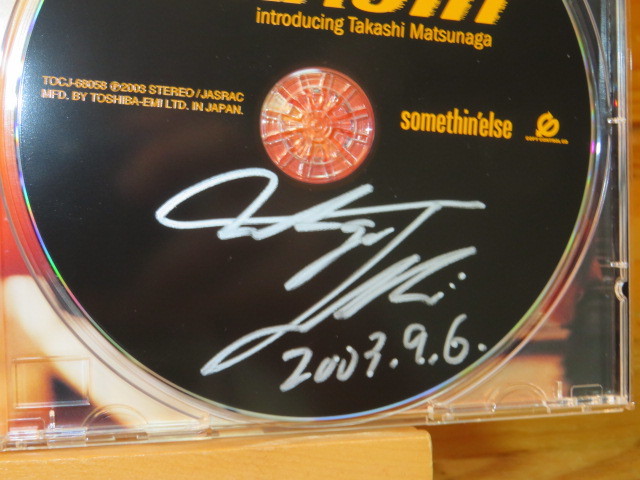 introducing Takashi Matsunaga
TOCJ-68058 ℗2003 STEREO/JASRAC
MFD. BY TOSHIBA-EMI LTD. IN JAPAN.
somethin'else
2003.9.6.